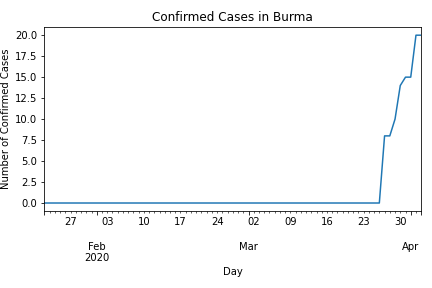 Confirmed Cases in Burma
Number of Confirmed Cases
20.0
17.5
15.0
12.5
10.0
7.5
5.0
2.5
0.0
27 03 10 17 24 02 09 16 23 30
Feb Mar Apr
2020
Day